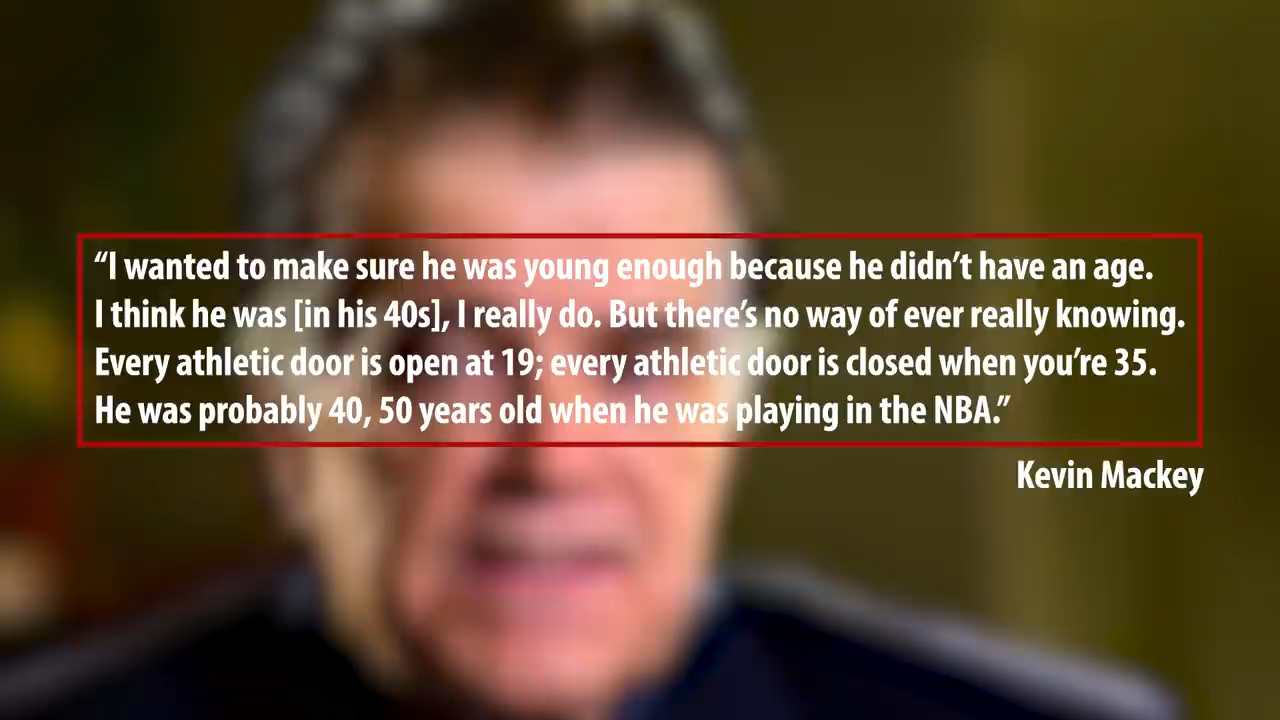 “I wanted to make sure he was young enough because he didn’t have an age.
I think he was [in his 40s], I really do. But there’s no way of ever really knowing.
Every athletic door is open at 19; every athletic door is closed when you’re 35.
He was probably 40, 50 years old when he was playing in the NBA.”
Kevin Mackey